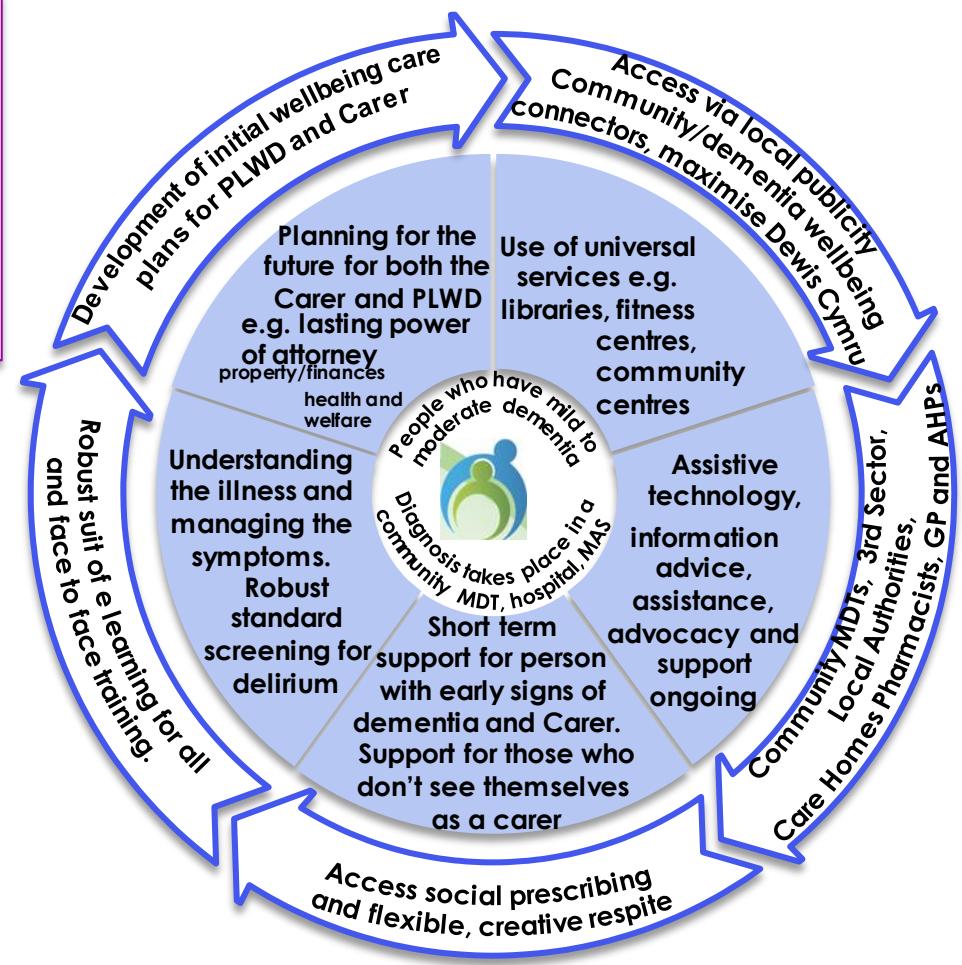 Development of initial wellbeing care
plans for PLWD and Carer
Access via local publicity
Community/dementia wellbeing
connectors, maximise Dewis Cymru
Community MDTs, 3rd Sector,
Local Authorities,
Care Homes Pharmacists, GP and AHPs
Access social prescribing
and flexible, creative respite
Robust suit of e learning for all
and face to face training.
Planning for the
future for both the
Carer and PLWD
e.g. lasting power
of attorney
property/finances
health and
welfare
Use of universal
services e.g.
libraries, fitness
centres,
community
centres
Assistive
technology,
information
advice,
assistance,
advocacy and
support
ongoing
Short term
support for person
with early signs of
dementia and Carer.
Support for those who
don’t see themselves
as a carer
Understanding
the illness and
managing the
symptoms.
Robust
standard
screening for
delirium
People who have mild to
moderate dementia
Diagnosis takes place in a
community MDT, hospital, MAS